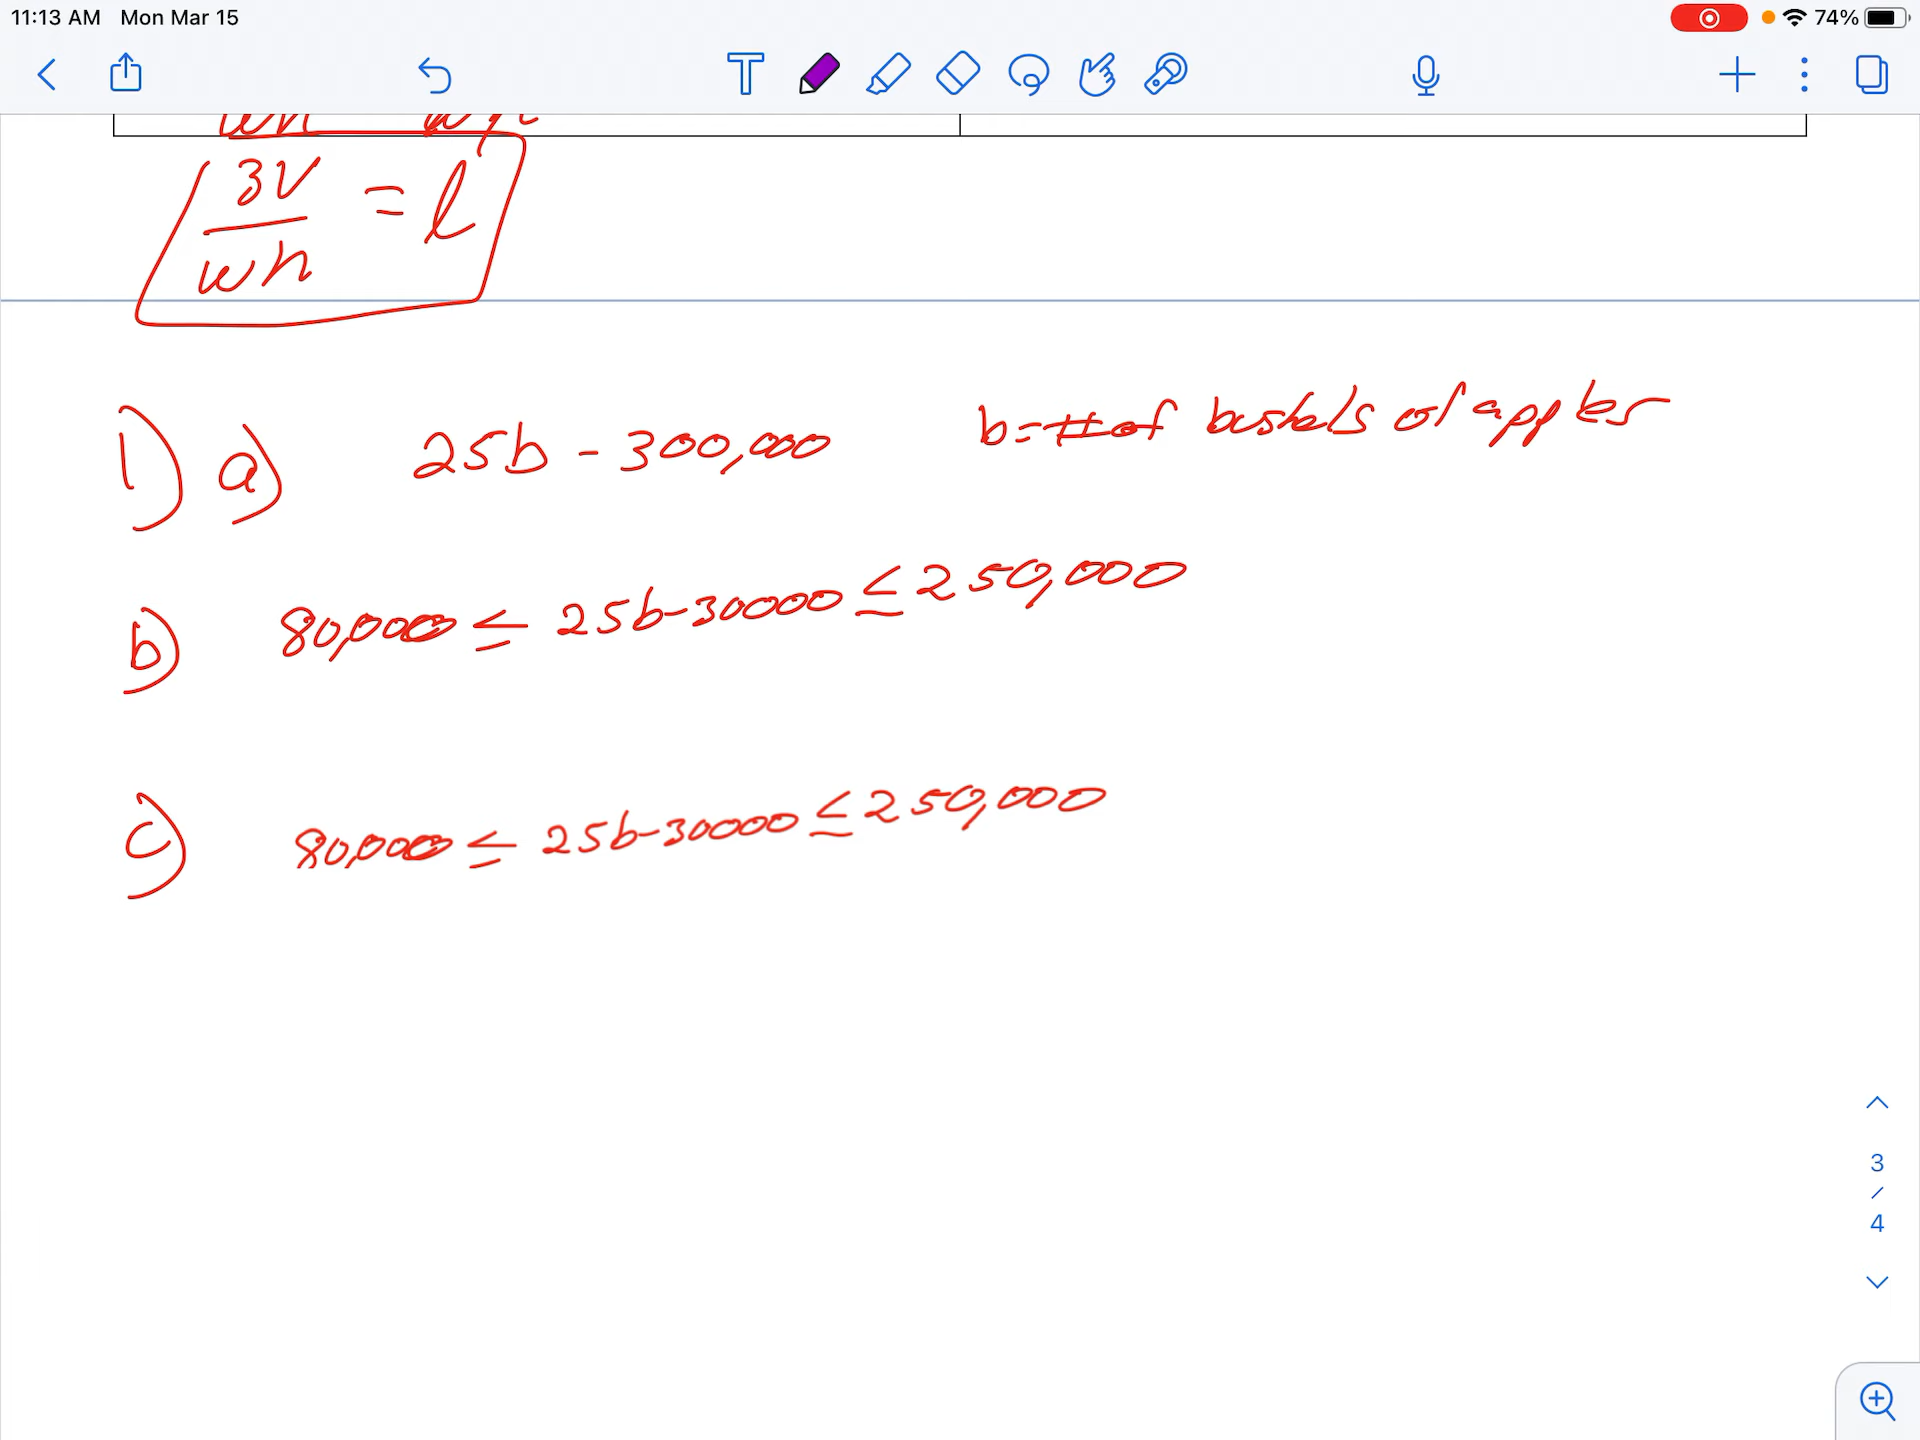 11:13 AM Mon Mar 15
74%
T
wh
3V
wh
= l
1) a) 25b - 300,000 b = # of bushels of apples
b) 80,000 ≤ 25b-30000 ≤ 250,000
c) 80,000 ≤ 25b-30000 ≤ 250,000
3
/
4